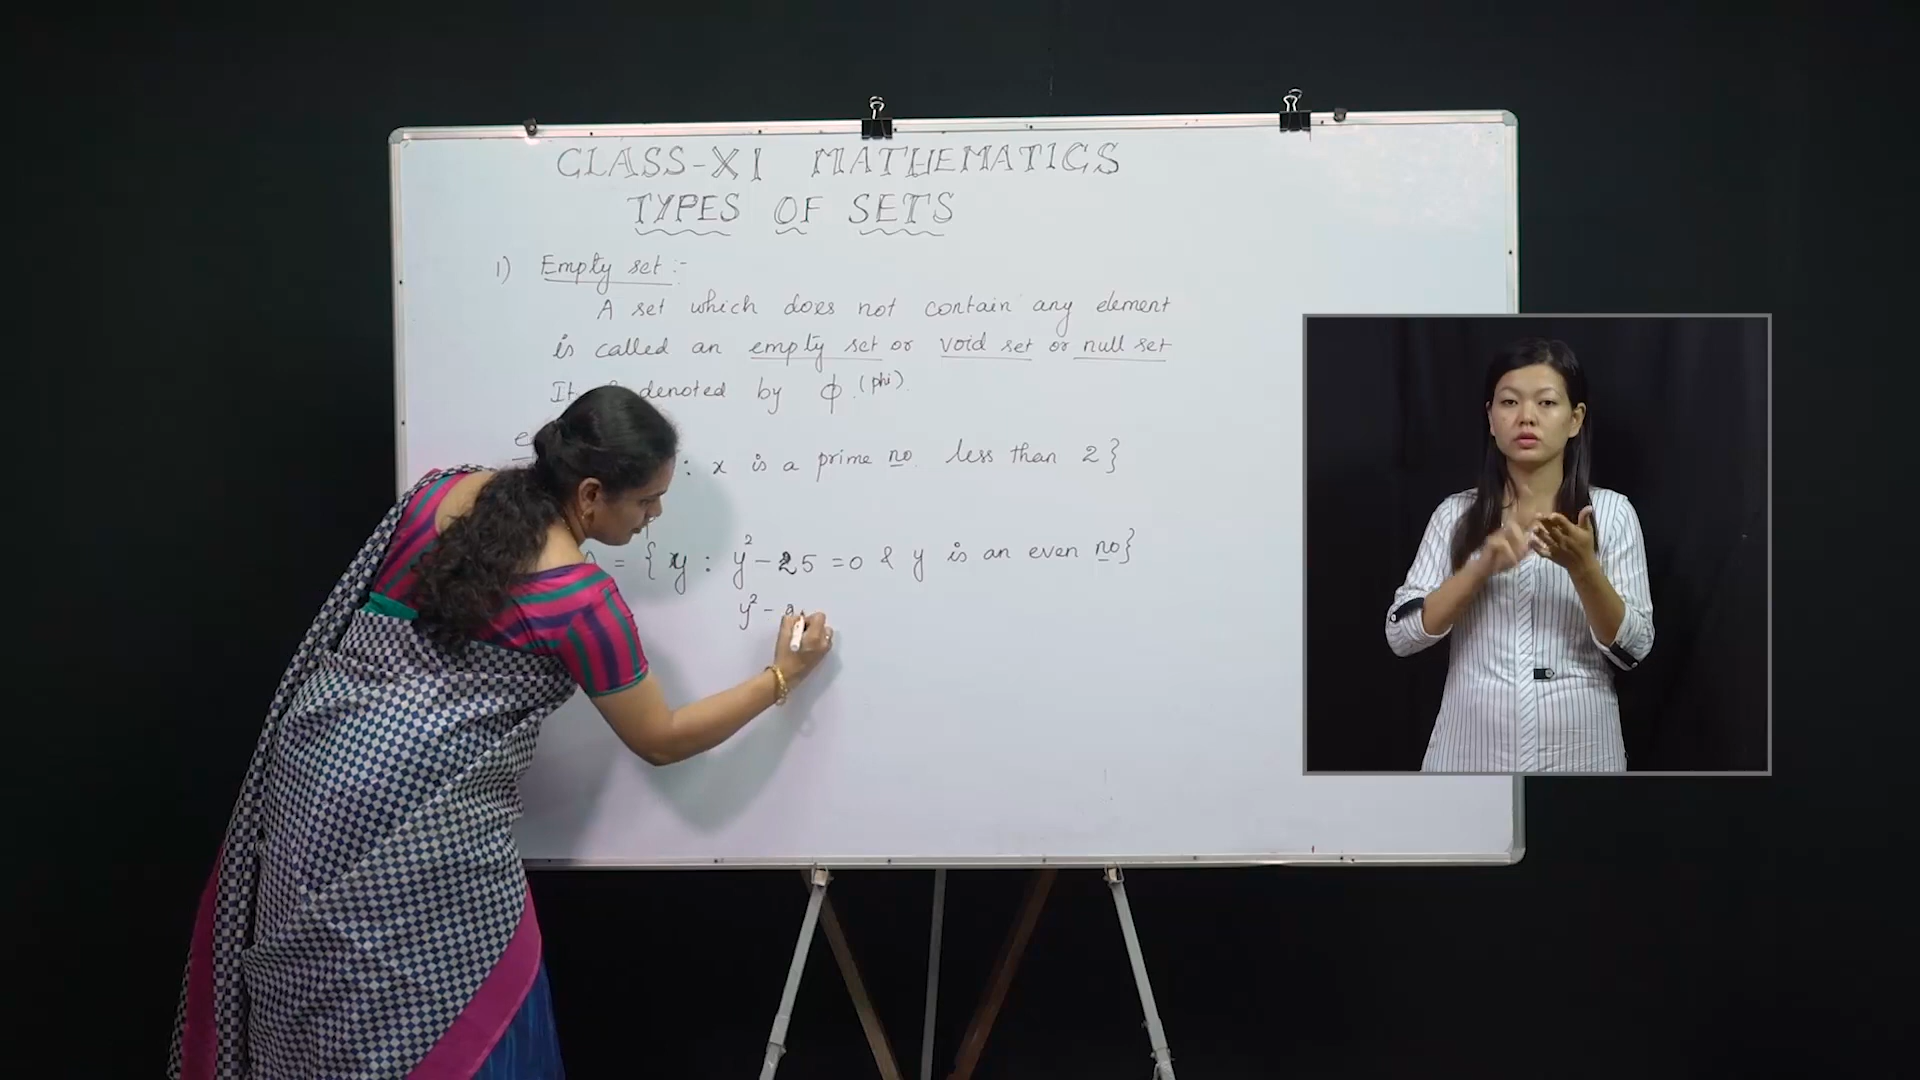 CLASS-XI MATHEMATICS
TYPES OF SETS
1) Empty set :-
A set which does not contain any element
is called an empty set or void set or null set
It denoted by ϕ. (phi).
: x is a prime no. less than 2}
= { y : y² - 25 = 0 & y is an even no}
y² -